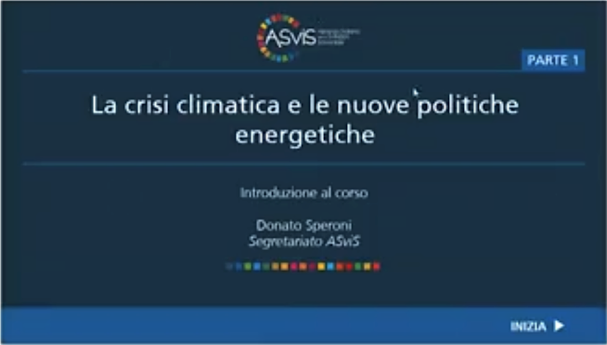 ASviS
PARTE 1
La crisi climatica e le nuove politiche
energetiche
Introduzione al corso
Donato Speroni
Segretariato ASviS
INIZIA